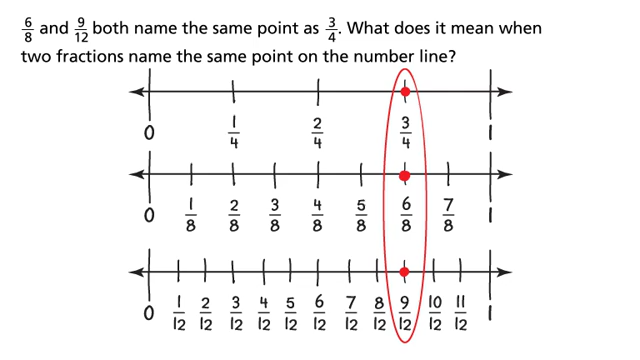 6/8 and 9/12 both name the same point as 3/4. What does it mean when
two fractions name the same point on the number line?
0 1/4 2/4 3/4 1
0 1/8 2/8 3/8 4/8 5/8 6/8 7/8 1
0 1/12 2/12 3/12 4/12 5/12 6/12 7/12 8/12 9/12 10/12 11/12 1